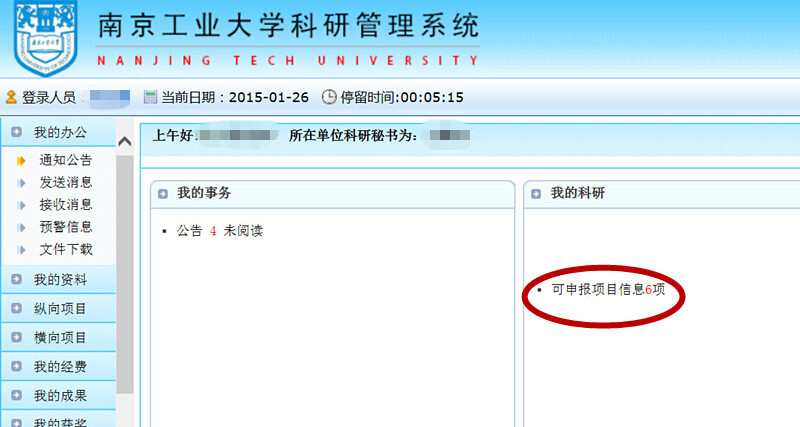 南京工业大学科研管理系统
NANJING TECH UNIVERSITY
登录人员 当前日期：2015-01-26 停留时间:00:05:15
我的办公
通知公告
发送消息
接收消息
预警信息
文件下载
我的资料
纵向项目
横向项目
我的经费
我的成果
我的获奖
上午好. 所在单位科研秘书为:
我的事务
公告 4 未阅读
我的科研
可申报项目信息6项